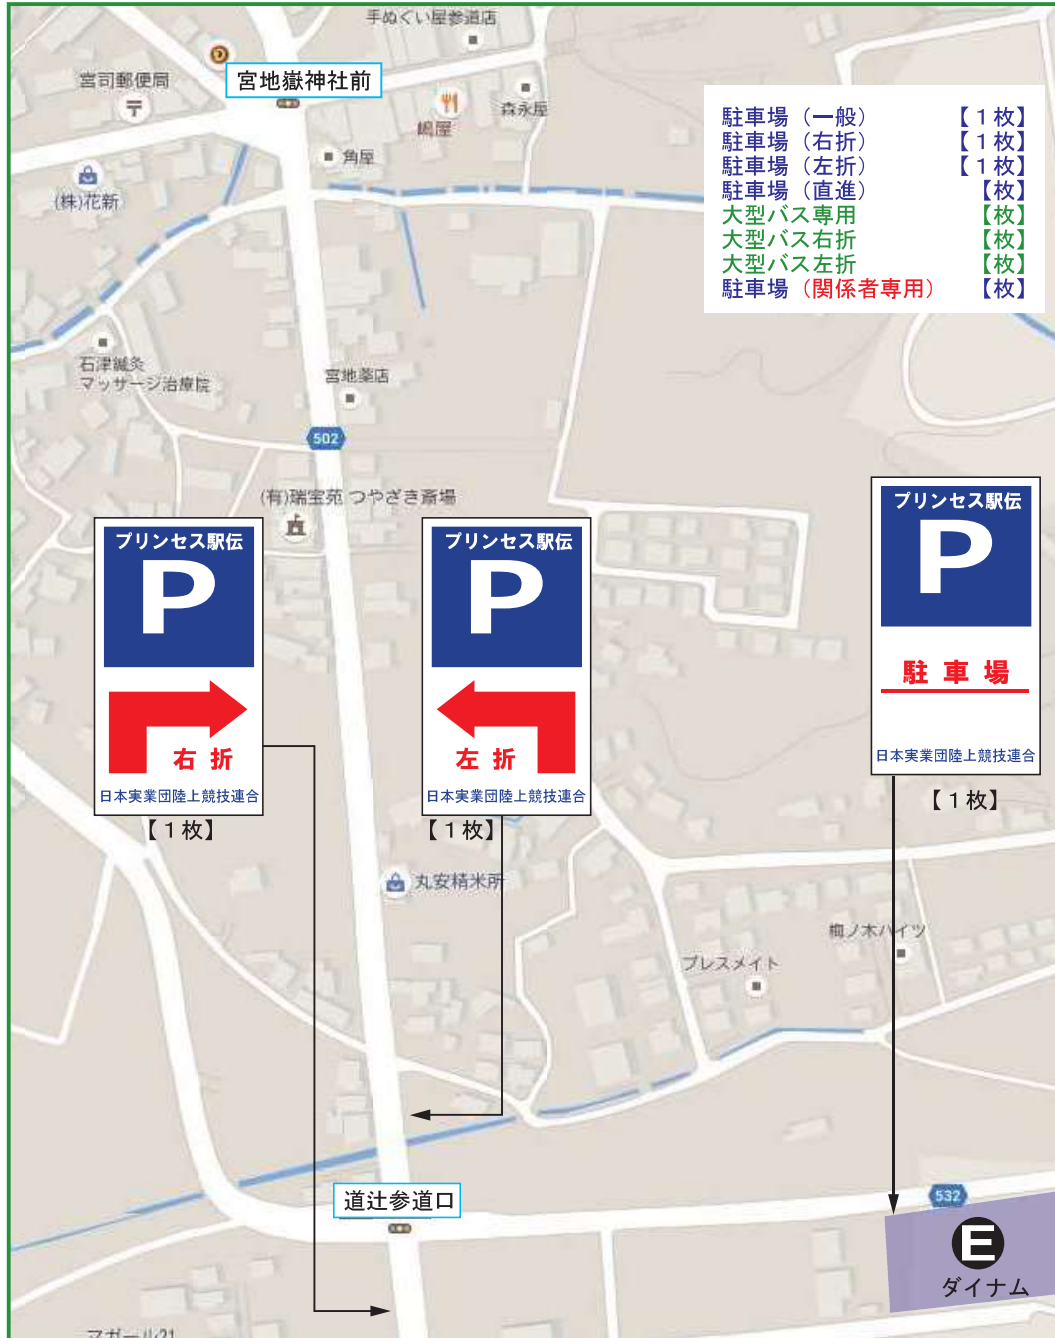 手ぬぐい屋参道店
宮司郵便局
宮地嶽神社前
森永屋
嶋屋
角屋
(株)花新
駐車場（一般）【１枚】
駐車場（右折）【１枚】
駐車場（左折）【１枚】
駐車場（直進）【枚】
大型バス専用【枚】
大型バス右折【枚】
大型バス左折【枚】
駐車場（関係者専用）【枚】
石津鍼灸
マッサージ治療院
宮地薬店
502
(有)瑞宝苑 つやざき斎場
プリンセス駅伝
P
右折
日本実業団陸上競技連合
【１枚】
プリンセス駅伝
P
左折
日本実業団陸上競技連合
【１枚】
プリンセス駅伝
P
駐車場
日本実業団陸上競技連合
【１枚】
丸安精米所
梅ノ木ハイツ
プレスメイト
道辻参道口
532
E
ダイナム
マガール21